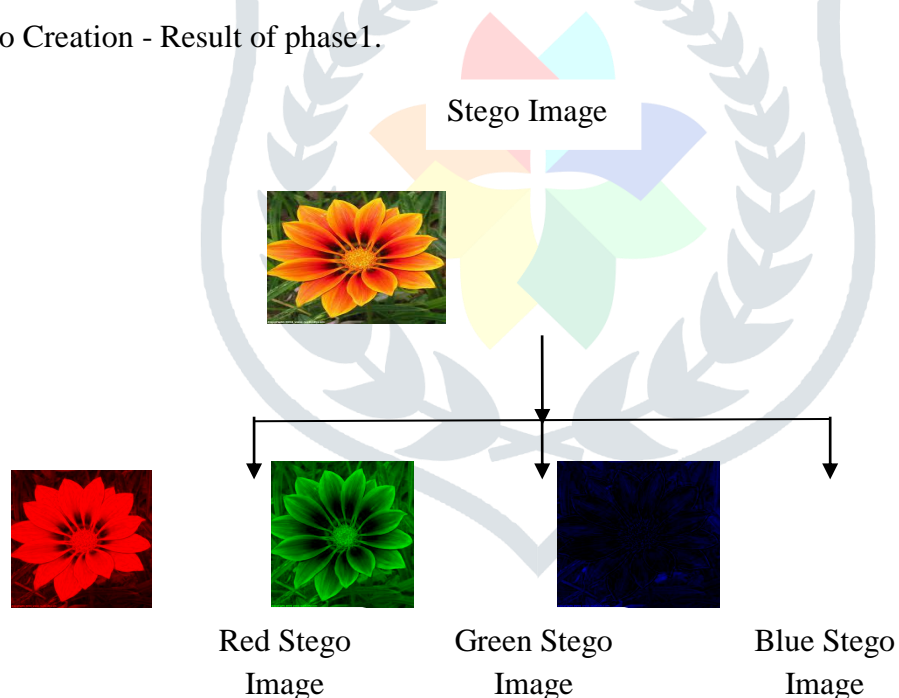 o Creation - Result of phase1.
Stego Image
Red Stego
Image
Green Stego
Image
Blue Stego
Image